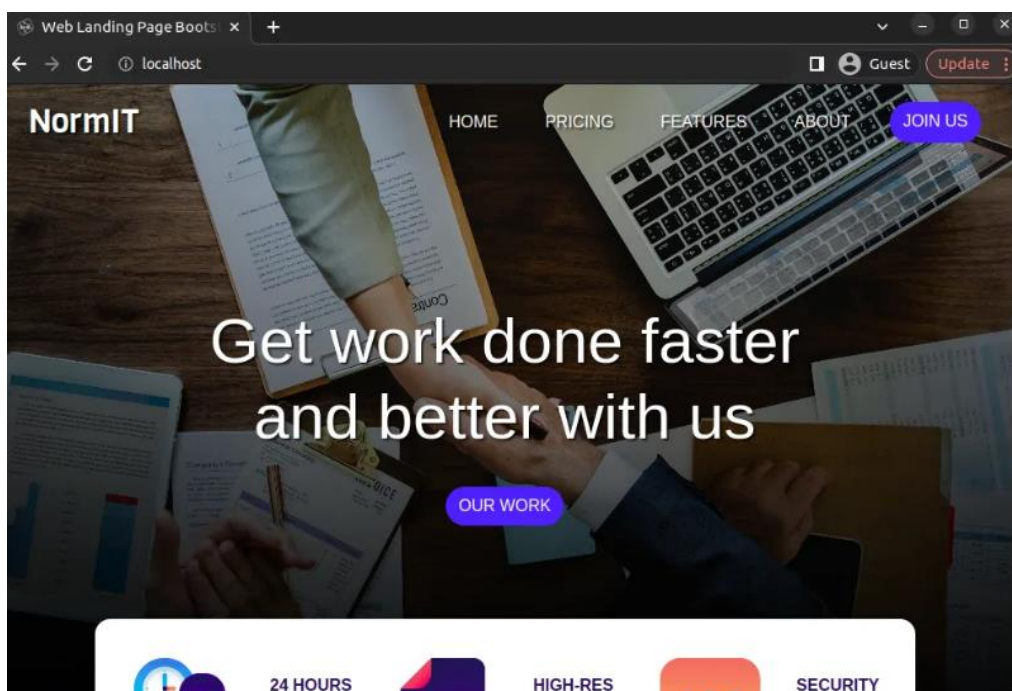 Web Landing Page Boots
localhost
Guest
Update
NormIT
HOME
PRICING
FEATURES
ABOUT
JOIN US
Contra
Get work done faster
and better with us
OUR WORK
24 HOURS
HIGH-RES
SECURITY